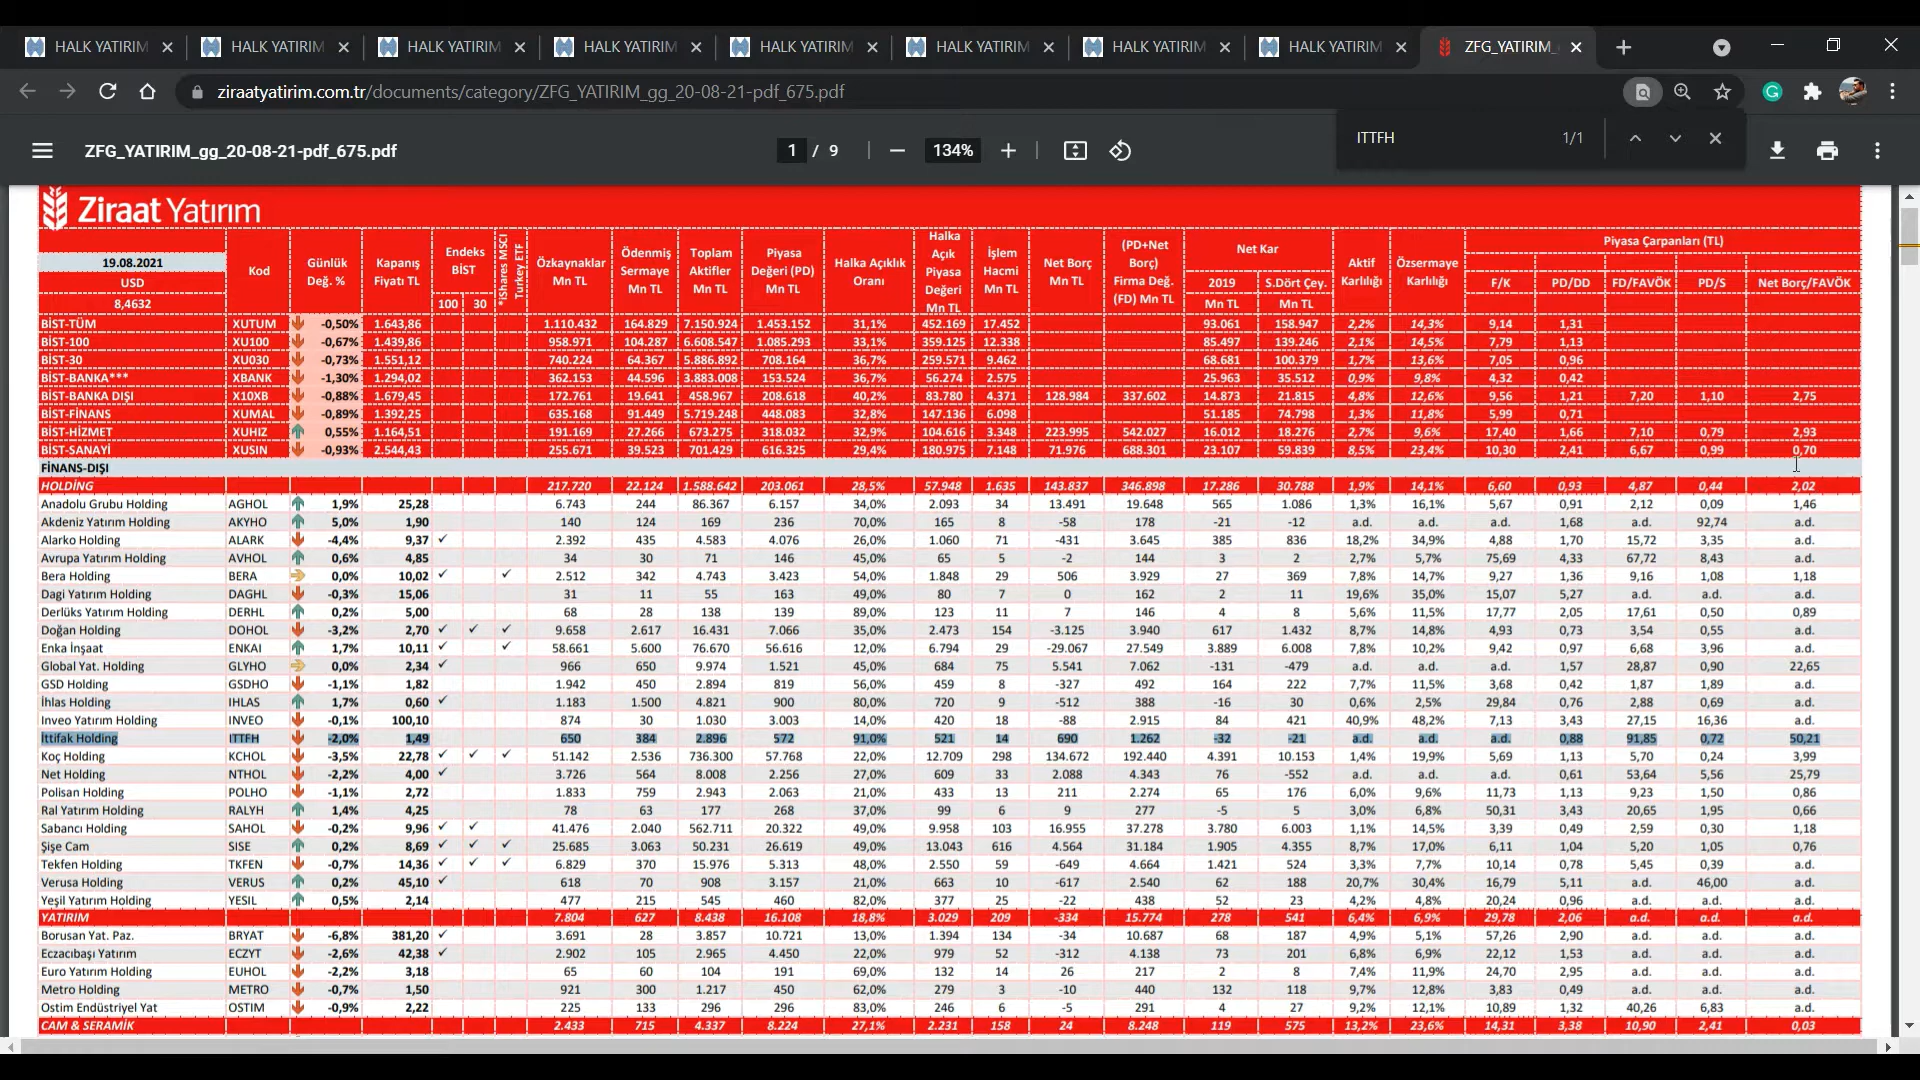 HALK YATIRIM HALK YATIRIM HALK YATIRIM HALK YATIRIM HALK YATIRIM HALK YATIRIM HALK YATIRIM HALK YATIRIM ZFG_YATIRIM_
ziraatyatirim.com.tr/documents/category/ZFG_YATIRIM_gg_20-08-21-pdf_675.pdf
ITTFH 1/1
ZFG_YATIRIM_gg_20-08-21-pdf_675.pdf 1 / 9 134%
Ziraat Yatırım
19.08.2021
USD
8,4632
Kod
Günlük Değ. %
Kapanış Fiyatı TL
Endeks BİST
100 30
*iShares MSCI Turkey ETF
Özkaynaklar Mn TL
Ödenmiş Sermaye Mn TL
Toplam Aktifler Mn TL
Piyasa Değeri (PD) Mn TL
Halka Açıklık Oranı
Halka Açık Piyasa Değeri Mn TL
İşlem Hacmi Mn TL
Net Borç Mn TL
(PD+Net Borç) Firma Değ. (FD) Mn TL
Net Kar
2019 Mn TL
S.Dört Çey. Mn TL
Aktif Karlılığı
Özsermaye Karlılığı
Piyasa Çarpanları (TL)
F/K PD/DD FD/FAVÖK PD/S Net Borç/FAVÖK
BİST-TÜM XUTUM -0,50% 1.643,86 1.110.432 164.829 7.150.924 1.453.152 31,1% 452.169 17.452 93.061 158.947 2,2% 14,3% 9,14 1,31
BİST-100 XU100 -0,67% 1.439,86 958.971 104.287 6.608.547 1.085.293 33,1% 359.125 12.338 85.497 139.246 2,1% 14,5% 7,79 1,13
BİST-30 XU030 -0,73% 1.551,12 740.224 64.367 5.886.892 708.164 36,7% 259.571 9.462 68.681 100.379 1,7% 13,6% 7,05 0,96
BİST-BANKA*** XBANK -1,30% 1.294,02 362.153 44.596 3.883.008 153.524 36,7% 56.274 2.575 25.963 35.512 0,9% 9,8% 4,32 0,42
BİST-BANKA DIŞI X10XB -0,88% 1.679,45 172.761 19.641 458.967 208.618 40,2% 83.780 4.371 128.984 337.602 14.873 21.815 4,8% 12,6% 9,56 1,21 7,20 1,10 2,75
BİST-FİNANS XUMAL -0,89% 1.392,25 635.168 91.449 5.719.248 448.083 32,8% 147.136 6.098 51.185 74.798 1,3% 11,8% 5,99 0,71
BİST-HİZMET XUHIZ 0,55% 1.164,51 191.169 27.266 673.275 318.032 32,9% 104.616 3.348 223.995 542.027 16.012 18.276 2,7% 9,6% 17,40 1,66 7,10 0,79 2,93
BİST-SANAYİ XUSIN -0,93% 2.544,43 255.671 39.523 701.429 616.325 29,4% 180.975 7.148 71.976 688.301 23.107 59.839 8,5% 23,4% 10,30 2,41 6,67 0,99 0,70
FİNANS-DIŞI
HOLDİNG 217.720 22.124 1.588.642 203.061 28,5% 57.948 1.635 143.837 346.898 17.286 30.788 1,9% 14,1% 6,60 0,93 4,87 0,44 2,02
Anadolu Grubu Holding AGHOL 1,9% 25,28 6.743 244 86.367 6.157 34,0% 2.093 34 13.491 19.648 565 1.086 1,3% 16,1% 5,67 0,91 2,12 0,09 1,46
Akdeniz Yatırım Holding AKYHO 5,0% 1,90 140 124 169 236 70,0% 165 8 -58 178 -21 -12 a.d. a.d. a.d. 1,68 a.d. 92,74 a.d.
Alarko Holding ALARK -4,4% 9,37 ✓ 2.392 435 4.583 4.076 26,0% 1.060 71 -431 3.645 385 836 18,2% 34,9% 4,88 1,70 15,72 3,35 a.d.
Avrupa Yatırım Holding AVHOL 0,6% 4,85 34 30 71 146 45,0% 65 5 -2 144 3 2 2,7% 5,7% 75,69 4,33 67,72 8,43 a.d.
Bera Holding BERA 0,0% 10,02 ✓ ✓ 2.512 342 4.743 3.423 54,0% 1.848 29 506 3.929 27 369 7,8% 14,7% 9,27 1,36 9,16 1,08 1,18
Dagi Yatırım Holding DAGHL -0,3% 15,06 31 11 55 163 49,0% 80 7 0 162 2 11 19,6% 35,0% 15,07 5,27 a.d. a.d. a.d.
Derlüks Yatırım Holding DERHL 0,2% 5,00 68 28 138 139 89,0% 123 11 7 146 4 8 5,6% 11,5% 17,77 2,05 17,61 0,50 0,89
Doğan Holding DOHOL -3,2% 2,70 ✓ ✓ ✓ 9.658 2.617 16.431 7.066 35,0% 2.473 154 -3.125 3.940 617 1.432 8,7% 14,8% 4,93 0,73 3,54 0,55 a.d.
Enka İnşaat ENKAI 1,7% 10,11 ✓ ✓ 58.661 5.600 76.670 56.616 12,0% 6.794 29 -29.067 27.549 3.889 6.008 7,8% 10,2% 9,42 0,97 6,68 3,96 a.d.
Global Yat. Holding GLYHO 0,0% 2,34 ✓ 966 650 9.974 1.521 45,0% 684 75 5.541 7.062 -131 -479 a.d. a.d. a.d. 1,57 28,87 0,90 22,65
GSD Holding GSDHO -1,1% 1,82 1.942 450 2.894 819 56,0% 459 8 -327 492 164 222 7,7% 11,5% 3,68 0,42 1,87 1,89 a.d.
İhlas Holding IHLAS 1,7% 0,60 ✓ 1.183 1.500 4.821 900 80,0% 720 9 -512 388 -16 30 0,6% 2,5% 29,84 0,76 2,88 0,69 a.d.
Inveo Yatırım Holding INVEO -0,1% 100,10 874 30 1.030 3.003 14,0% 420 18 -88 2.915 84 421 40,9% 48,2% 7,13 3,43 27,15 16,36 a.d.
İttifak Holding ITTFH -2,0% 1,49 650 384 2.896 572 91,0% 521 14 690 1.262 -32 -21 a.d. a.d. a.d. 0,88 91,85 0,72 50,21
Koç Holding KCHOL -3,5% 22,78 ✓ ✓ ✓ 51.142 2.536 736.300 57.768 22,0% 12.709 298 134.672 192.440 4.391 10.153 1,4% 19,9% 5,69 1,13 5,70 0,24 3,99
Net Holding NTHOL -2,2% 4,00 ✓ 3.726 564 8.008 2.256 27,0% 609 33 2.088 4.343 76 -552 a.d. a.d. a.d. 0,61 53,64 5,56 25,79
Polisan Holding POLHO -1,1% 2,72 1.833 759 2.943 2.063 21,0% 433 13 211 2.274 65 176 6,0% 9,6% 11,73 1,13 9,23 1,50 0,86
Ral Yatırım Holding RALYH 1,4% 4,25 78 63 177 268 37,0% 99 6 9 277 -5 5 3,0% 6,8% 50,31 3,43 20,65 1,95 0,66
Sabancı Holding SAHOL -0,2% 9,96 ✓ ✓ 41.476 2.040 562.711 20.322 49,0% 9.958 103 16.955 37.278 3.780 6.003 1,1% 14,5% 3,39 0,49 2,59 0,30 1,18
Şişe Cam SISE 0,2% 8,69 ✓ ✓ ✓ 25.685 3.063 50.231 26.619 49,0% 13.043 616 4.564 31.184 1.905 4.355 8,7% 17,0% 6,11 1,04 5,20 1,05 0,76
Tekfen Holding TKFEN -0,7% 14,36 ✓ ✓ ✓ 6.829 370 15.976 5.313 48,0% 2.550 59 -649 4.664 1.421 524 3,3% 7,7% 10,14 0,78 5,45 0,39 a.d.
Verusa Holding VERUS 0,2% 45,10 ✓ 618 70 908 3.157 21,0% 663 10 -617 2.540 62 188 20,7% 30,4% 16,79 5,11 a.d. 46,00 a.d.
Yeşil Yatırım Holding YESIL 0,5% 2,14 477 215 545 460 82,0% 377 25 -22 438 52 23 4,2% 4,8% 20,24 0,96 a.d. a.d. a.d.
YATIRIM 7.804 627 8.438 16.108 18,8% 3.029 209 -334 15.774 278 541 6,4% 6,9% 29,78 2,06 a.d. a.d. a.d.
Borusan Yat. Paz. BRYAT -6,8% 381,20 ✓ 3.691 28 3.857 10.721 13,0% 1.394 134 -34 10.687 68 187 4,9% 5,1% 57,26 2,90 a.d. a.d. a.d.
Eczacıbaşı Yatırım ECZYT -2,6% 42,38 ✓ 2.902 105 2.965 4.450 22,0% 979 52 -312 4.138 73 201 6,8% 6,9% 22,12 1,53 a.d. a.d. a.d.
Euro Yatırım Holding EUHOL -2,2% 3,18 65 60 104 191 69,0% 132 14 26 217 2 8 7,4% 11,9% 24,70 2,95 a.d. a.d. a.d.
Metro Holding METRO -0,7% 1,50 921 300 1.217 450 62,0% 279 3 -10 440 132 118 9,7% 12,8% 3,83 0,49 a.d. a.d. a.d.
Ostim Endüstriyel Yat OSTIM -0,9% 2,22 225 133 296 296 83,0% 246 6 -5 291 4 27 9,2% 12,1% 10,89 1,32 40,26 6,83 a.d.
CAM & SERAMİK 2.433 715 4.337 8.224 27,1% 2.231 158 24 8.248 119 575 13,2% 23,6% 14,31 3,38 10,90 2,41 0,03